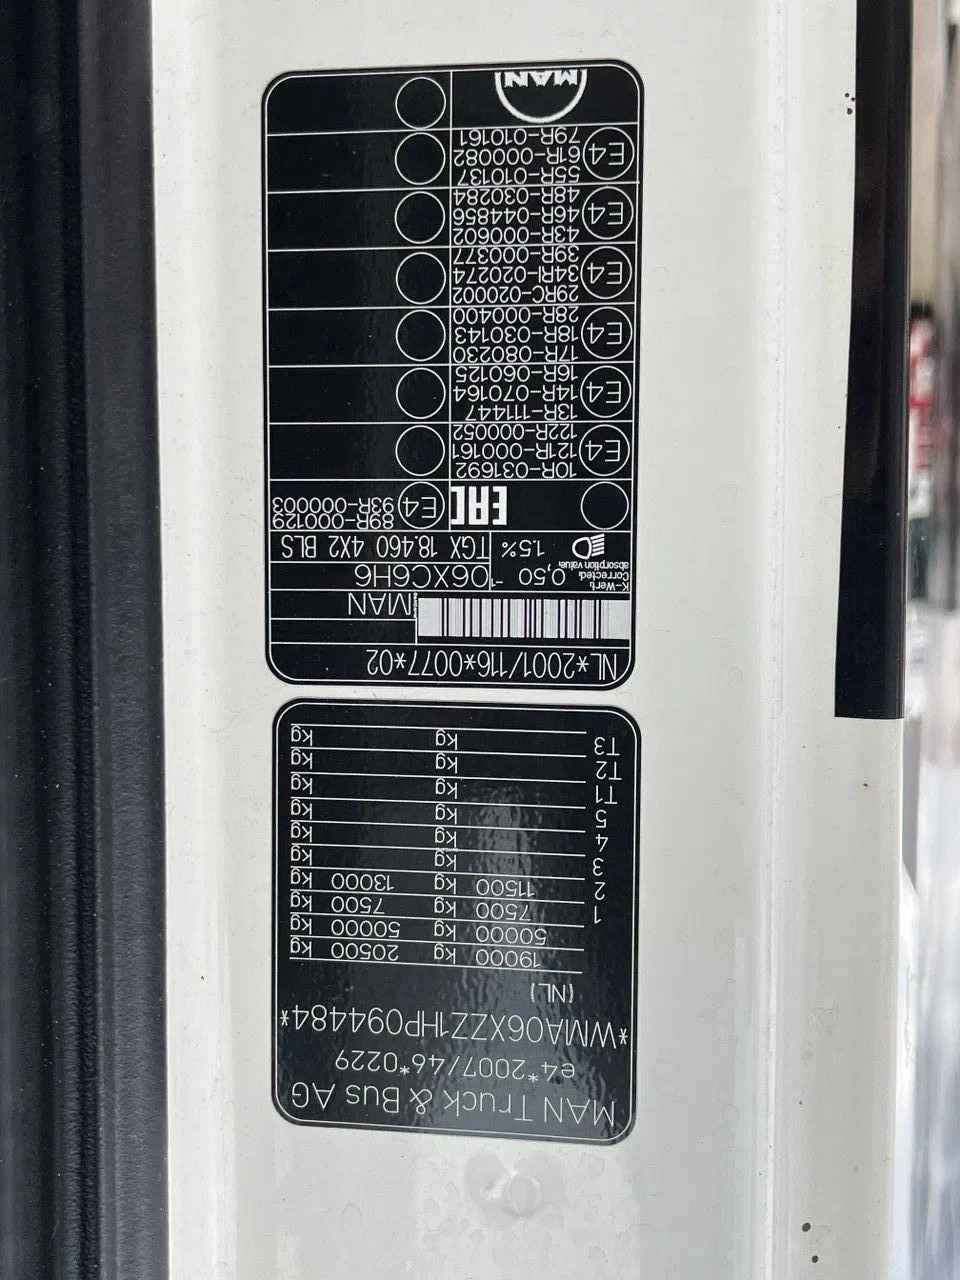 MAN Truck & Bus AG
e4*2007/46*0229
*WMA06XZZ1HP094484*
(NL)
19000 kg 20500 kg
50000 kg 50000 kg
1 7500 kg 7500 kg
2 11500 kg 13000 kg
3 kg kg
4 kg kg
5 kg kg
T1 kg kg
T2 kg kg
T3 kg kg
NL*2001/116*0077*02
MAN
K-Wert:
Corrected
absorption value:
0,50
06XC6H6
1.5%
TGX 18.460 4X2 BLS
EAC
E4
89R-000129
93R-000003
10R-031692
E4 121R-000161
122R-000052
13R-111447
E4 14R-070164
16R-060125
17R-080230
E4 18R-030143
28R-000400
29RC-020002
E4 34RI-020274
39R-000377
43R-000602
E4 46R-044856
48R-030284
55R-010137
E4 61R-000082
79R-010161
MAN